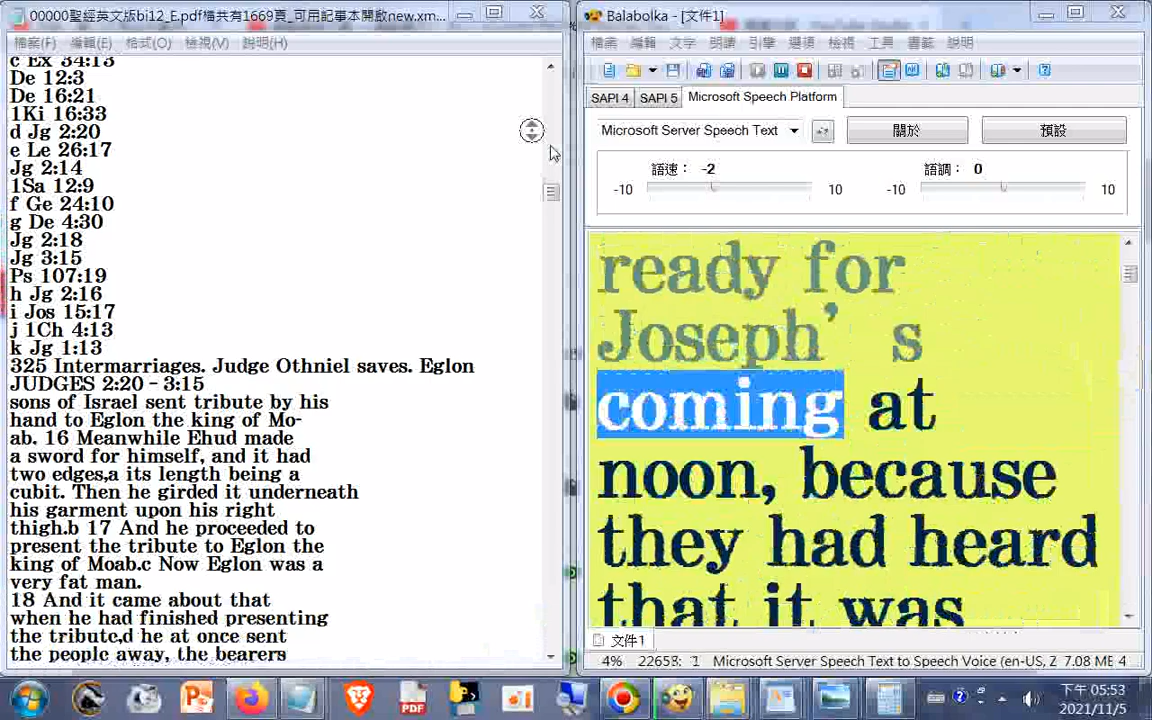 00000聖經英文版bi12_E.pdf檔共有1669頁_可用記事本開啟new.xm...
檔案(F) 編輯(E) 格式(O) 檢視(V) 說明(H)
c Ex 34:13
De 12:3
De 16:21
1Ki 16:33
d Jg 2:20
e Le 26:17
Jg 2:14
1Sa 12:9
f Ge 24:10
g De 4:30
Jg 2:18
Jg 3:15
Ps 107:19
h Jg 2:16
i Jos 15:17
j 1Ch 4:13
k Jg 1:13
325 Intermarriages. Judge Othniel saves. Eglon
JUDGES 2:20 – 3:15
sons of Israel sent tribute by his
hand to Eglon the king of Mo-
ab. 16 Meanwhile Ehud made
a sword for himself, and it had
two edges,a its length being a
cubit. Then he girded it underneath
his garment upon his right
thigh.b 17 And he proceeded to
present the tribute to Eglon the
king of Moab.c Now Eglon was a
very fat man.
18 And it came about that
when he had finished presenting
the tribute,d he at once sent
the people away, the bearers
Balabolka - [文件1]
檔案 編輯 文字 朗讀 引擎 選項 檢視 工具 書籤 說明
SAPI 4 SAPI 5 Microsoft Speech Platform
Microsoft Server Speech Text 關於 預設
語速： -2 語調： 0
-10 10 -10 10
ready for
Joseph’ s
coming at
noon, because
they had heard
that it was
文件1
4% 22658: 1 Microsoft Server Speech Text to Speech Voice (en-US, Z 7.08 ME 4
下午 05:53
2021/11/5